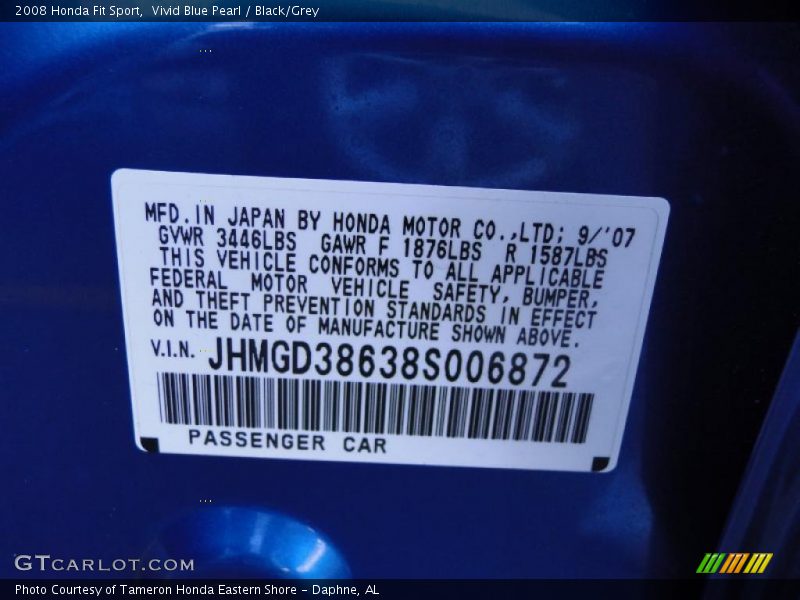 2008 Honda Fit Sport,  Vivid Blue Pearl / Black/Grey
MFD. IN JAPAN BY HONDA MOTOR CO.,LTD; 9/'07
GVWR 3446LBS  GAWR F 1876LBS  R 1587LBS
THIS VEHICLE CONFORMS TO ALL APPLICABLE
FEDERAL MOTOR VEHICLE SAFETY, BUMPER,
AND THEFT PREVENTION STANDARDS IN EFFECT
ON THE DATE OF MANUFACTURE SHOWN ABOVE.
V.I.N. JHMGD38638S006872
PASSENGER CAR
GTCARLOT.COM
Photo Courtesy of Tameron Honda Eastern Shore - Daphne, AL